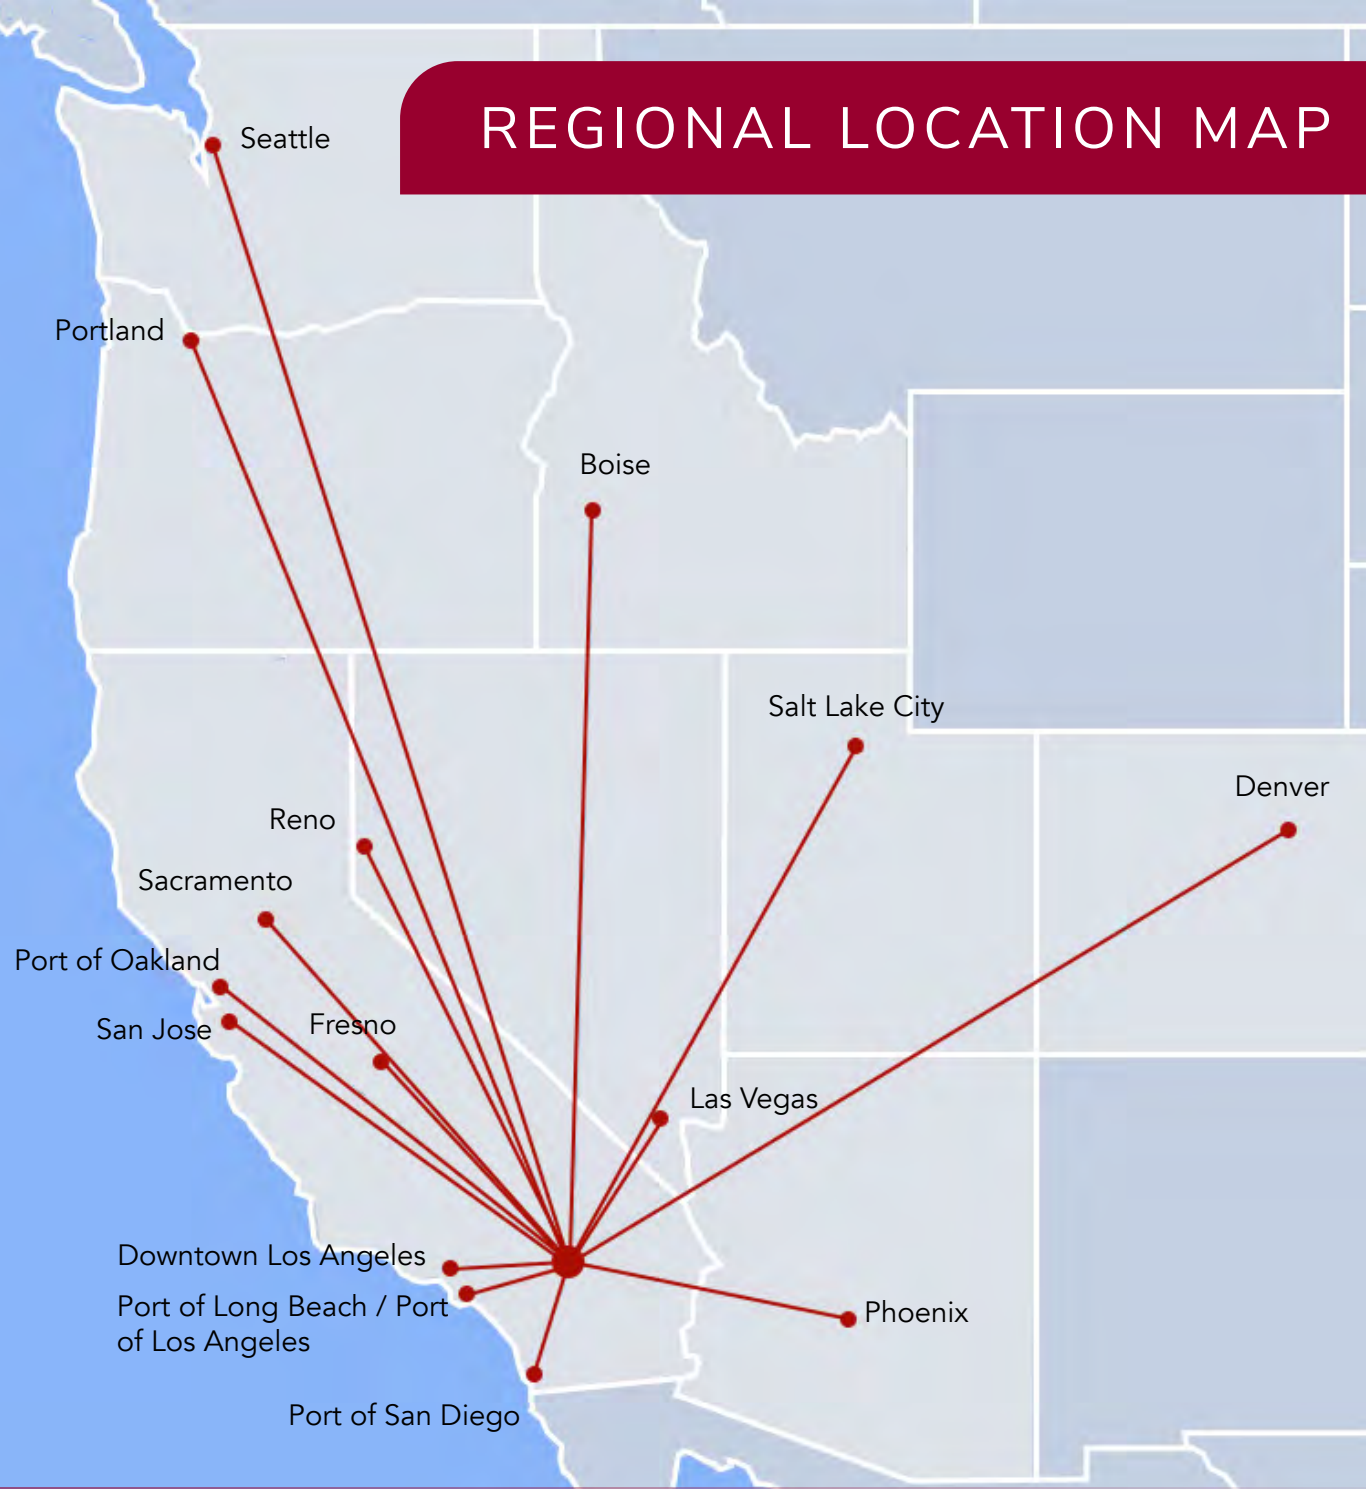 REGIONAL LOCATION MAP
Seattle
Portland
Boise
Salt Lake City
Denver
Reno
Sacramento
Port of Oakland
San Jose
Fresno
Las Vegas
Downtown Los Angeles
Port of Long Beach / Port
of Los Angeles
Phoenix
Port of San Diego